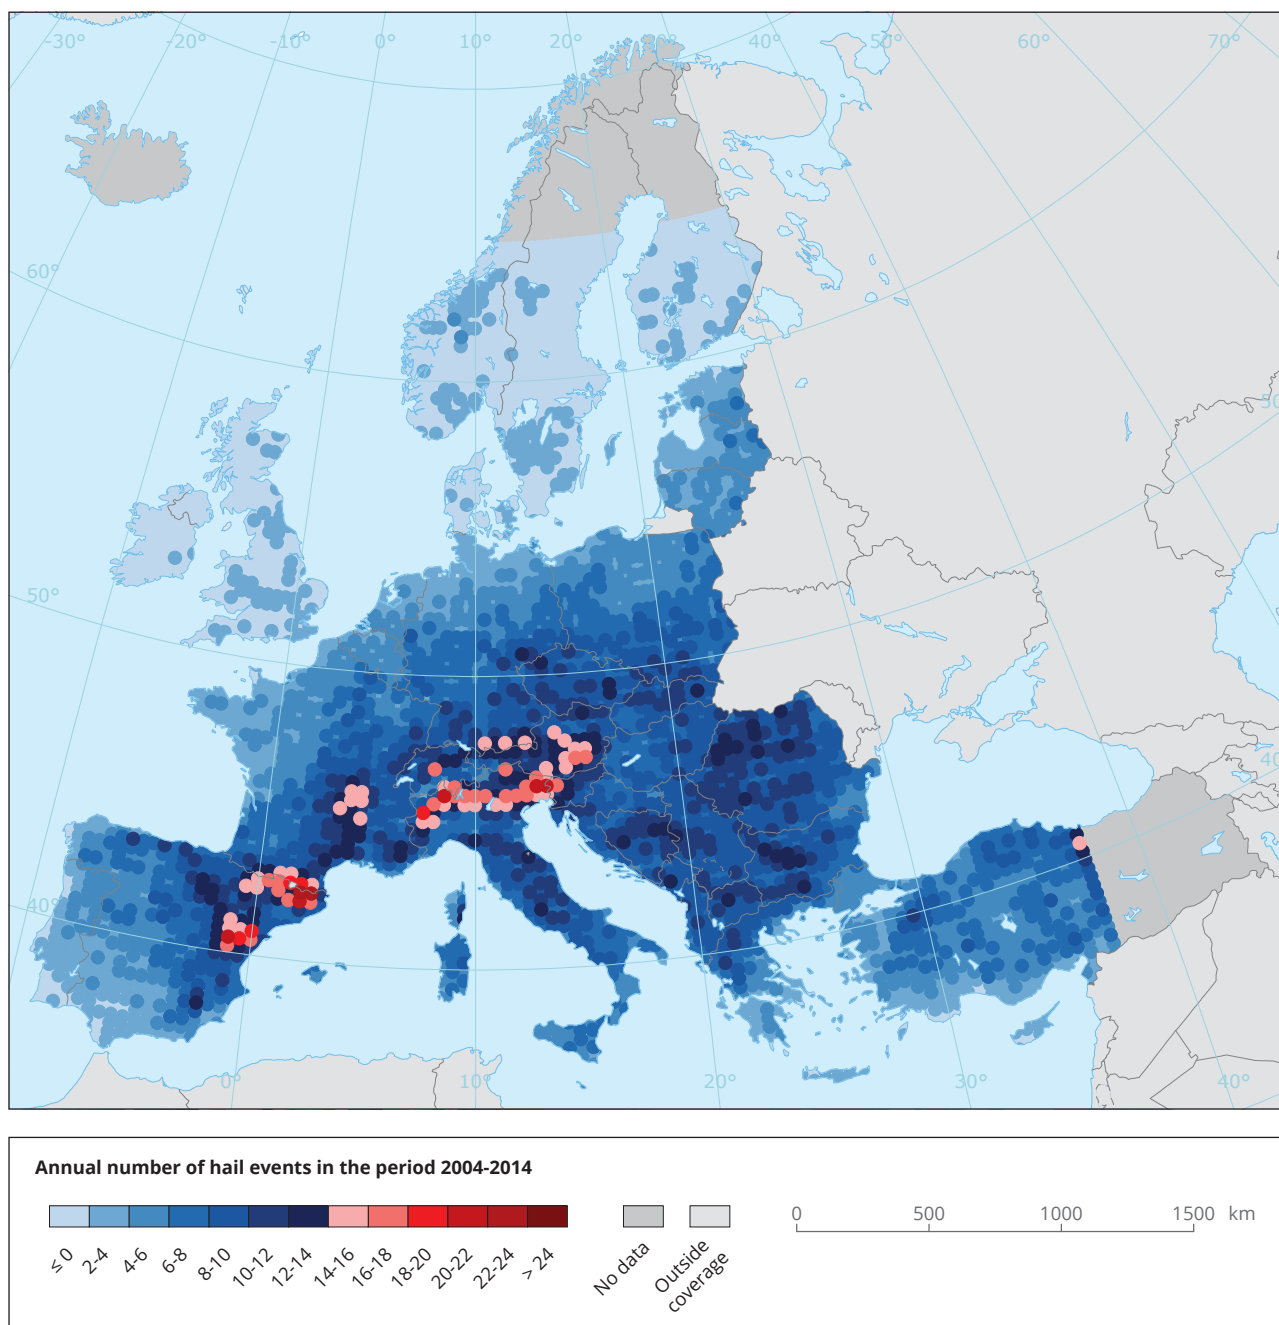 -30° -20° -10° 0° 10° 20° 30° 40° 50° 60° 70°
60°
50
50°
40
40°
0° 10° 20° 30° 40°
Annual number of hail events in the period 2004-2014
≤ 0 2-4 4-6 6-8 8-10 10-12 12-14 14-16 16-18 18-20 20-22 22-24 > 24
No data
Outside
coverage
0 500 1000 1500 km